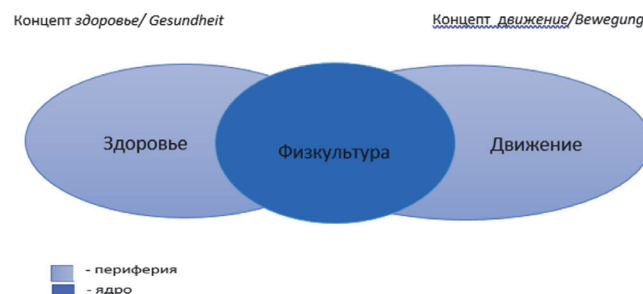 Концепт здоровье/ Gesundheit
Концепт движение/Bewegung
Здоровье
Физкультура
Движение
- периферия
- ядро